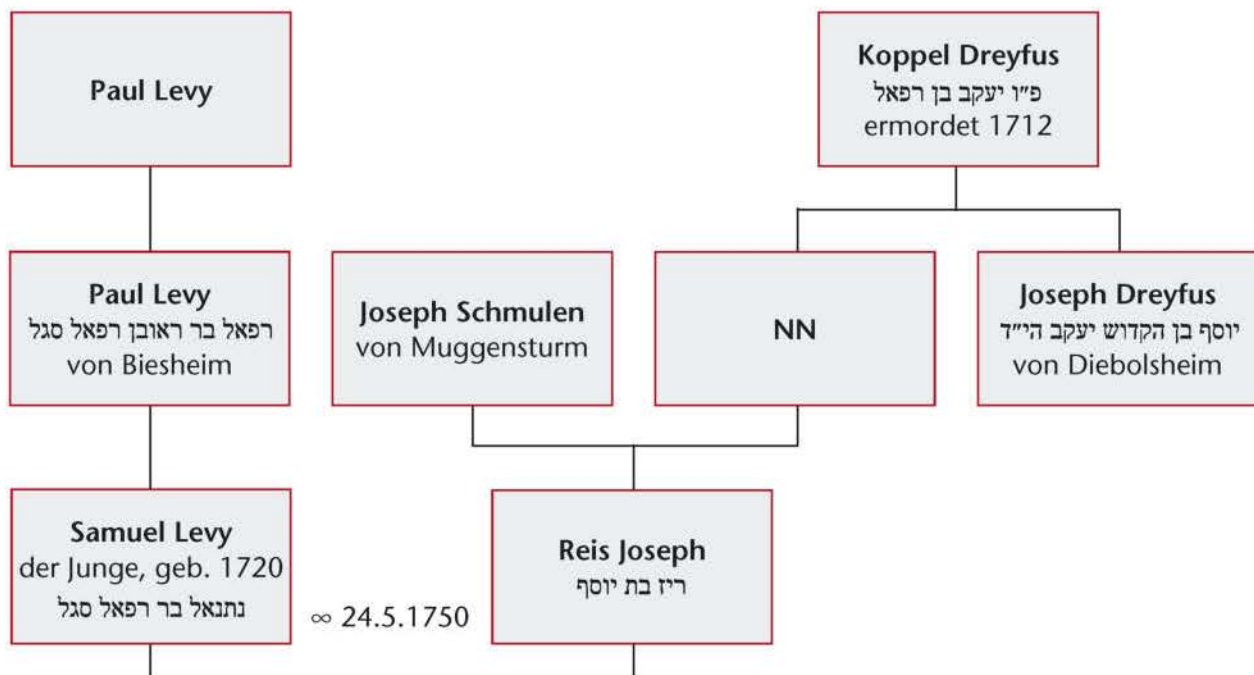 Paul Levy
Koppel Dreyfus
פ״ו יעקב בן רפאל
ermordet 1712
Paul Levy
רפאל בר ראובן רפאל סגל
von Biesheim
Joseph Schmulen
von Muggensturm
NN
Joseph Dreyfus
יוסף בן הקדוש יעקב הי״ד
von Diebolsheim
Samuel Levy
der Junge, geb. 1720
נתנאל בר רפאל סגל
∞ 24.5.1750
Reis Joseph
ריז בת יוסף